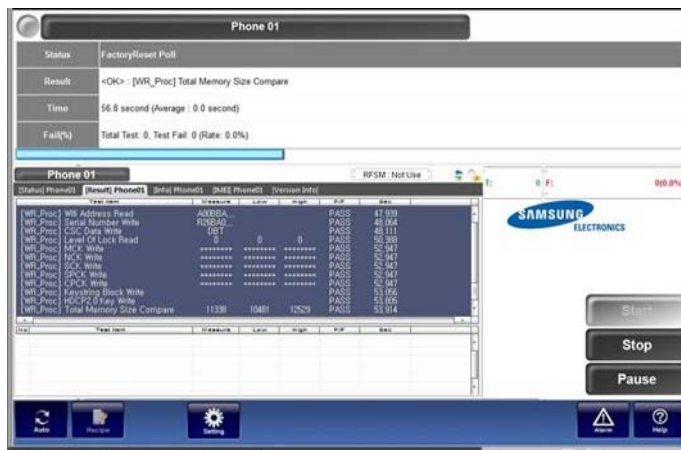 Phone 01
Status FactoryReset Poll
Result <OK> : [WR_Proc] Total Memory Size Compare
Time 56.8 second (Average : 0.0 second)
Fail(%) Total Test: 0, Test Fail: 0 (Rate: 0.0%)
Phone 01 RFSM : Not Use T: 0 F: 0(0.0%
[Status] Phone01 [Result] Phone01 [Info] Phone01 [IMEI] Phone01 [Version Info]
Test Item Measure Low High P/F Sec
[WR_Proc] Wifi Address Read A00BBA... PASS 47,939
[WR_Proc] Serial Number Write R26BA0... PASS 48,004
[WR_Proc] CSC Data Write DBT PASS 48,111
[WR_Proc] Level Of Lock Read 0 0 0 PASS 50,388
[WR_Proc] MCK Write ******** ******** ******** PASS 52,947
[WR_Proc] NCK Write ******** ******** ******** PASS 52,947
[WR_Proc] SCK Write ******** ******** ******** PASS 52,947
[WR_Proc] SPCK Write ******** ******** ******** PASS 52,947
[WR_Proc] CPCK Write ******** ******** ******** PASS 52,947
[WR_Proc] Keystring Block Write PASS 53,056
[WR_Proc] HDCP2.0 Key Write PASS 53,805
[WR_Proc] Total Memory Size Compare 11338 10481 12529 PASS 53,914
SAMSUNG
ELECTRONICS
No Test Item Measure Low High P/F Sec
Start
Stop
Pause
Auto Recipe Setting Alarm Help